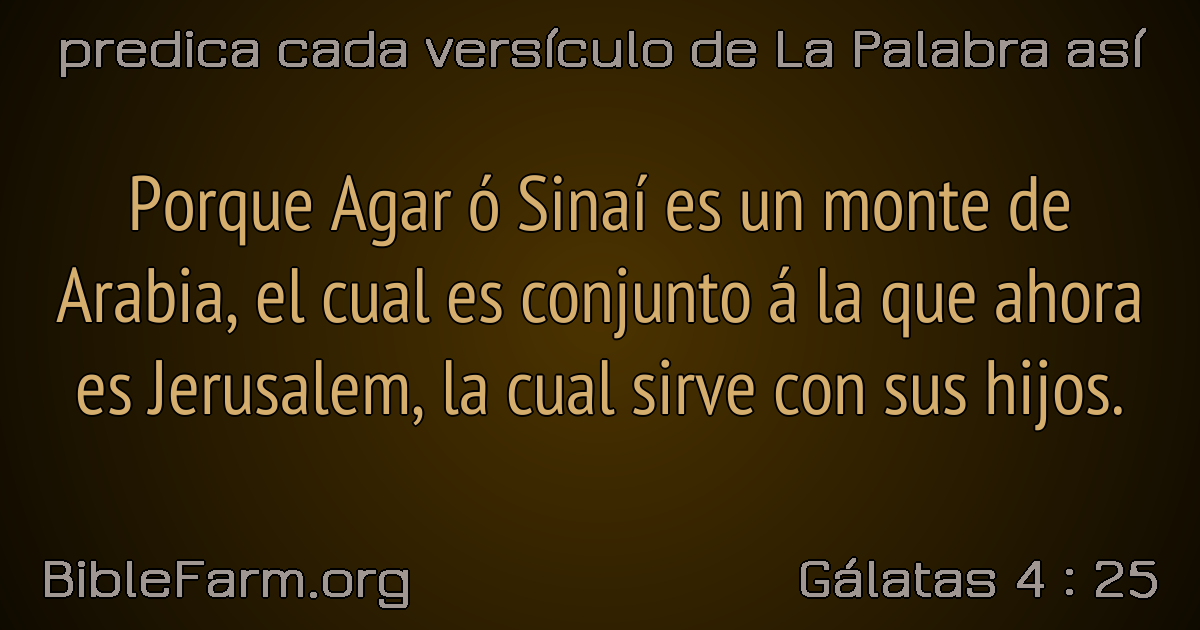 predica cada versículo de La Palabra así
Porque Agar ó Sinaí es un monte de
Arabia, el cual es conjunto á la que ahora
es Jerusalem, la cual sirve con sus hijos.
BibleFarm.org
Gálatas 4 : 25